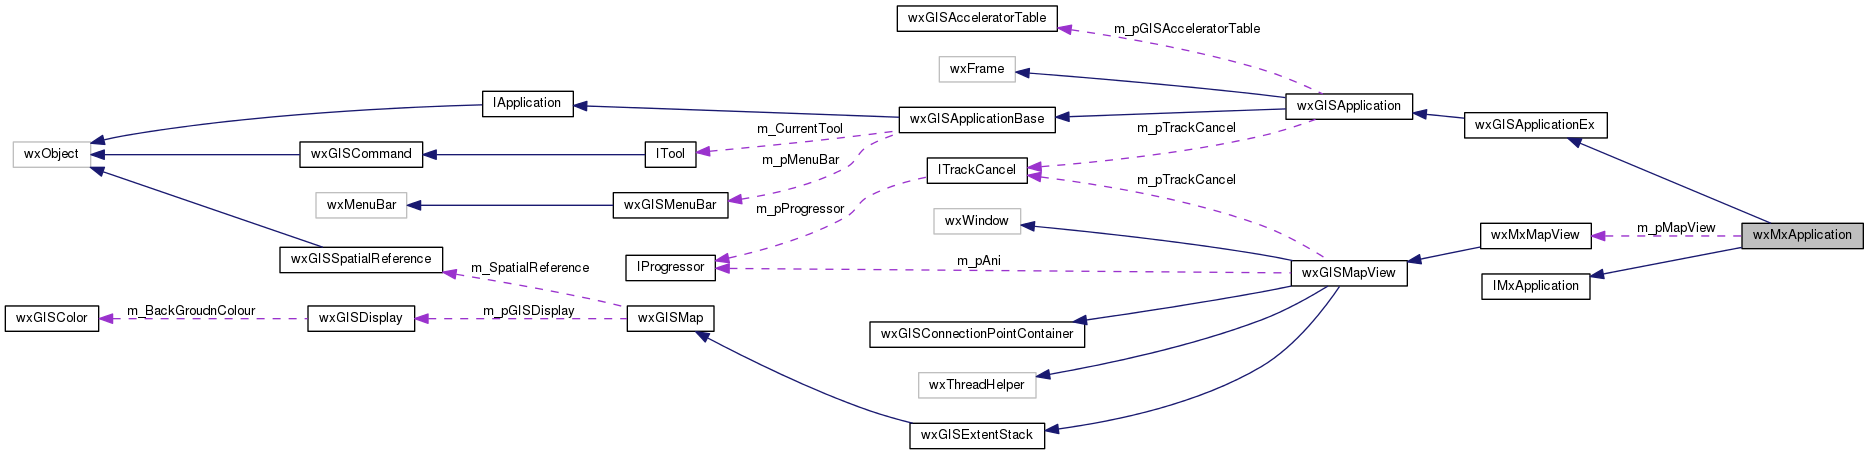 wxGISAcceleratorTable
m_pGISAcceleratorTable
wxFrame
IApplication
wxGISApplication
wxGISApplicationBase
wxGISApplicationEx
m_CurrentTool
m_pTrackCancel
wxObject
wxGISCommand
ITool
m_pMenuBar
ITrackCancel
m_pTrackCancel
wxMenuBar
wxGISMenuBar
m_pProgressor
wxWindow
wxMxMapView
m_pMapView
wxMxApplication
wxGISSpatialReference
m_SpatialReference
IProgressor
m_pAni
wxGISMapView
IMxApplication
wxGISColor
m_BackGroudnColour
wxGISDisplay
m_pGISDisplay
wxGISMap
wxGISConnectionPointContainer
wxThreadHelper
wxGISExtentStack